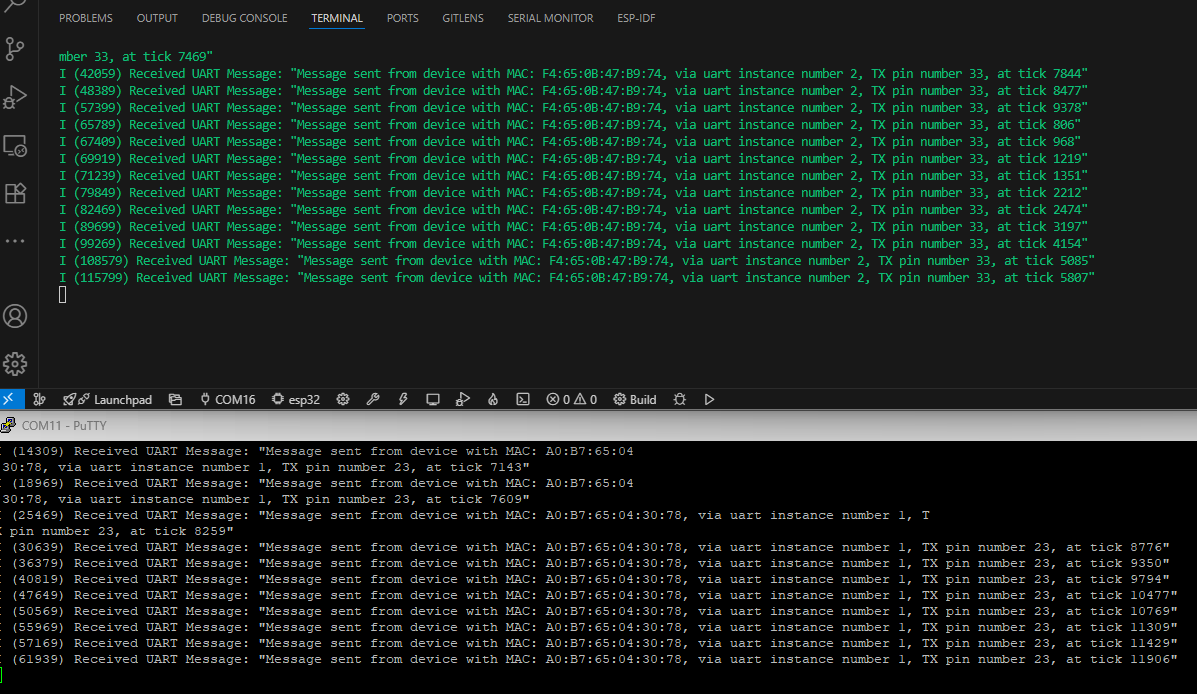 PROBLEMS OUTPUT DEBUG CONSOLE TERMINAL PORTS GITLENS SERIAL MONITOR ESP-IDF
mber 33, at tick 7469"
I (42059) Received UART Message: "Message sent from device with MAC: F4:65:0B:47:B9:74, via uart instance number 2, TX pin number 33, at tick 7844"
I (48389) Received UART Message: "Message sent from device with MAC: F4:65:0B:47:B9:74, via uart instance number 2, TX pin number 33, at tick 8477"
I (57399) Received UART Message: "Message sent from device with MAC: F4:65:0B:47:B9:74, via uart instance number 2, TX pin number 33, at tick 9378"
I (65789) Received UART Message: "Message sent from device with MAC: F4:65:0B:47:B9:74, via uart instance number 2, TX pin number 33, at tick 806"
I (67409) Received UART Message: "Message sent from device with MAC: F4:65:0B:47:B9:74, via uart instance number 2, TX pin number 33, at tick 968"
I (69919) Received UART Message: "Message sent from device with MAC: F4:65:0B:47:B9:74, via uart instance number 2, TX pin number 33, at tick 1219"
I (71239) Received UART Message: "Message sent from device with MAC: F4:65:0B:47:B9:74, via uart instance number 2, TX pin number 33, at tick 1351"
I (79849) Received UART Message: "Message sent from device with MAC: F4:65:0B:47:B9:74, via uart instance number 2, TX pin number 33, at tick 2212"
I (82469) Received UART Message: "Message sent from device with MAC: F4:65:0B:47:B9:74, via uart instance number 2, TX pin number 33, at tick 2474"
I (89699) Received UART Message: "Message sent from device with MAC: F4:65:0B:47:B9:74, via uart instance number 2, TX pin number 33, at tick 3197"
I (99269) Received UART Message: "Message sent from device with MAC: F4:65:0B:47:B9:74, via uart instance number 2, TX pin number 33, at tick 4154"
I (108579) Received UART Message: "Message sent from device with MAC: F4:65:0B:47:B9:74, via uart instance number 2, TX pin number 33, at tick 5085"
I (115799) Received UART Message: "Message sent from device with MAC: F4:65:0B:47:B9:74, via uart instance number 2, TX pin number 33, at tick 5807"
Launchpad COM16 esp32 0 0 Build
COM11 - PuTTY
I (14309) Received UART Message: "Message sent from device with MAC: A0:B7:65:04
30:78, via uart instance number 1, TX pin number 23, at tick 7143"
I (18969) Received UART Message: "Message sent from device with MAC: A0:B7:65:04
30:78, via uart instance number 1, TX pin number 23, at tick 7609"
I (25469) Received UART Message: "Message sent from device with MAC: A0:B7:65:04:30:78, via uart instance number 1, T
X pin number 23, at tick 8259"
I (30639) Received UART Message: "Message sent from device with MAC: A0:B7:65:04:30:78, via uart instance number 1, TX pin number 23, at tick 8776"
I (36379) Received UART Message: "Message sent from device with MAC: A0:B7:65:04:30:78, via uart instance number 1, TX pin number 23, at tick 9350"
I (40819) Received UART Message: "Message sent from device with MAC: A0:B7:65:04:30:78, via uart instance number 1, TX pin number 23, at tick 9794"
I (47649) Received UART Message: "Message sent from device with MAC: A0:B7:65:04:30:78, via uart instance number 1, TX pin number 23, at tick 10477"
I (50569) Received UART Message: "Message sent from device with MAC: A0:B7:65:04:30:78, via uart instance number 1, TX pin number 23, at tick 10769"
I (55969) Received UART Message: "Message sent from device with MAC: A0:B7:65:04:30:78, via uart instance number 1, TX pin number 23, at tick 11309"
I (57169) Received UART Message: "Message sent from device with MAC: A0:B7:65:04:30:78, via uart instance number 1, TX pin number 23, at tick 11429"
I (61939) Received UART Message: "Message sent from device with MAC: A0:B7:65:04:30:78, via uart instance number 1, TX pin number 23, at tick 11906"